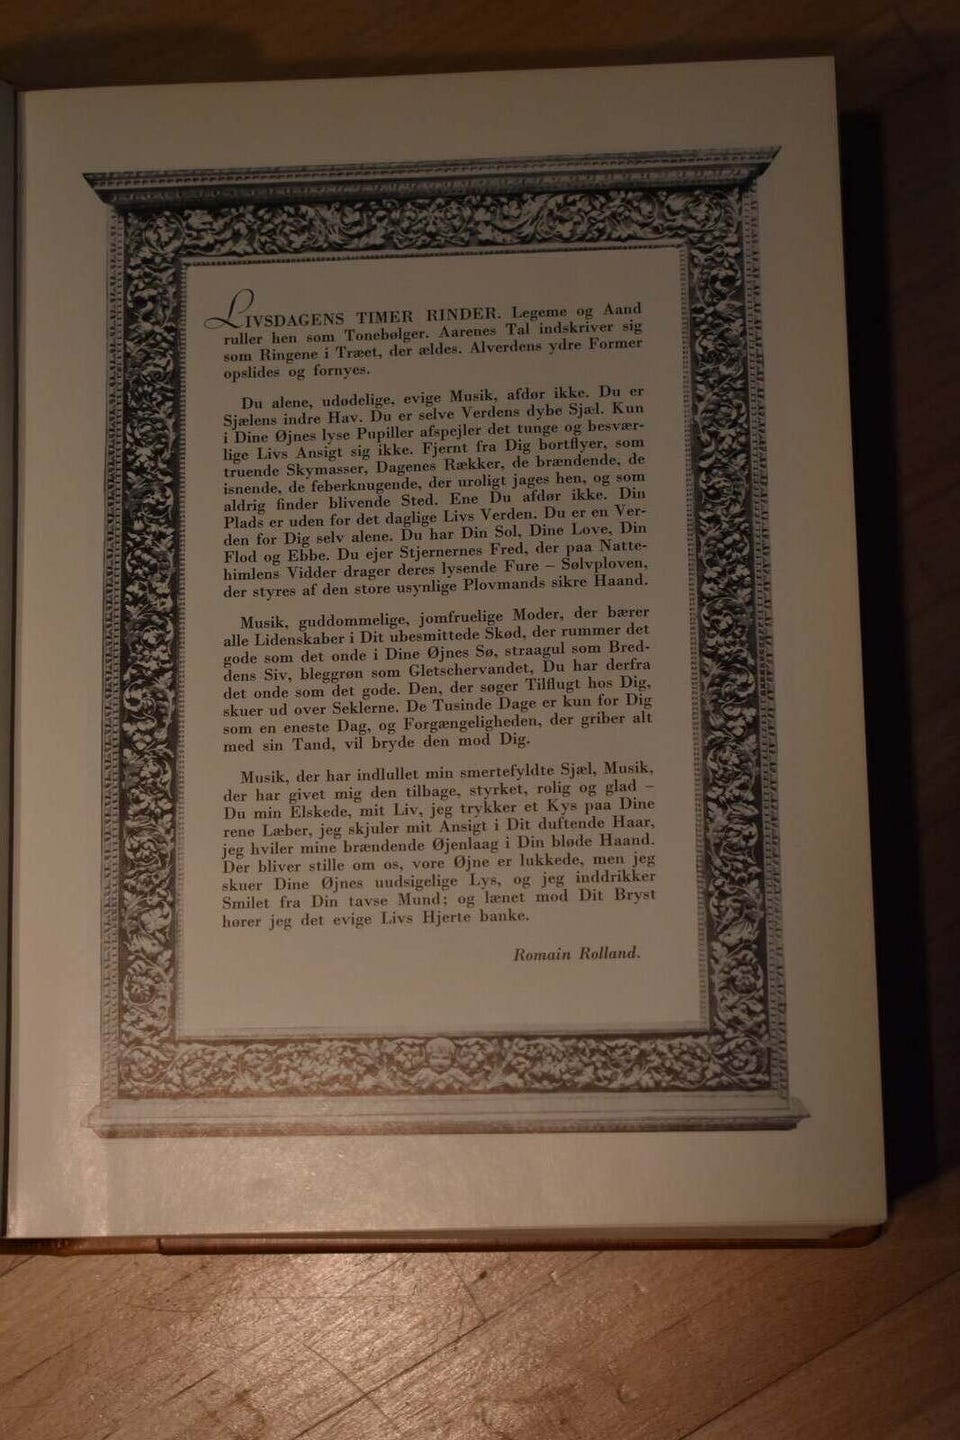 LIVSDAGENS TIMER RINDER. Legeme og Aand
ruller hen som Tonebølger. Aarenes Tal indskriver sig
som Ringene i Træet, der ældes. Alverdens ydre Former
opslides og fornyes.
Du alene, udødelige, evige Musik, afdør ikke. Du er
Sjælens indre Hav. Du er selve Verdens dybe Sjæl. Kun
i Dine Øjnes lyse Pupiller afspejler det tunge og besvær-
lige Livs Ansigt sig ikke. Fjernt fra Dig bortflyer, som
truende Skymasser, Dagenes Rækker, de brændende, de
isnende, de feberknugende, der uroligt jages hen, og som
aldrig finder blivende Sted. Ene Du afdør ikke. Din
Plads er uden for det daglige Livs Verden. Du er en Ver-
den for Dig selv alene. Du har Din Sol, Dine Love, Din
Flod og Ebbe. Du ejer Stjernernes Fred, der paa Natte-
himlens Vidder drager deres lysende Fure – Sølvploven,
der styres af den store usynlige Plovmands sikre Haand.
Musik, guddommelige, jomfruelige Moder, der bærer
alle Lidenskaber i Dit ubesmittede Skød, der rummer det
gode som det onde i Dine Øjnes Sø, straagul som Bred-
dens Siv, bleggrøn som Gletschervandet, Du har derfra
det onde som det gode. Den, der søger Tilflugt hos Dig,
skuer ud over Seklerne. De Tusinde Dage er kun for Dig
som en eneste Dag, og Forgængeligheden, der griber alt
med sin Tand, vil bryde den mod Dig.
Musik, der har indlullet min smertefyldte Sjæl, Musik,
der har givet mig den tilbage, styrket, rolig og glad –
Du min Elskede, mit Liv, jeg trykker et Kys paa Dine
rene Læber, jeg skjuler mit Ansigt i Dit duftende Haar,
jeg hviler mine brændende Øjenlaag i Din bløde Haand.
Der bliver stille om os, vore Øjne er lukkede, men jeg
skuer Dine Øjnes uudsigelige Lys, og jeg inddrikker
Smilet fra Din tavse Mund; og lænet mod Dit Bryst
hører jeg det evige Livs Hjerte banke.
Romain Rolland.